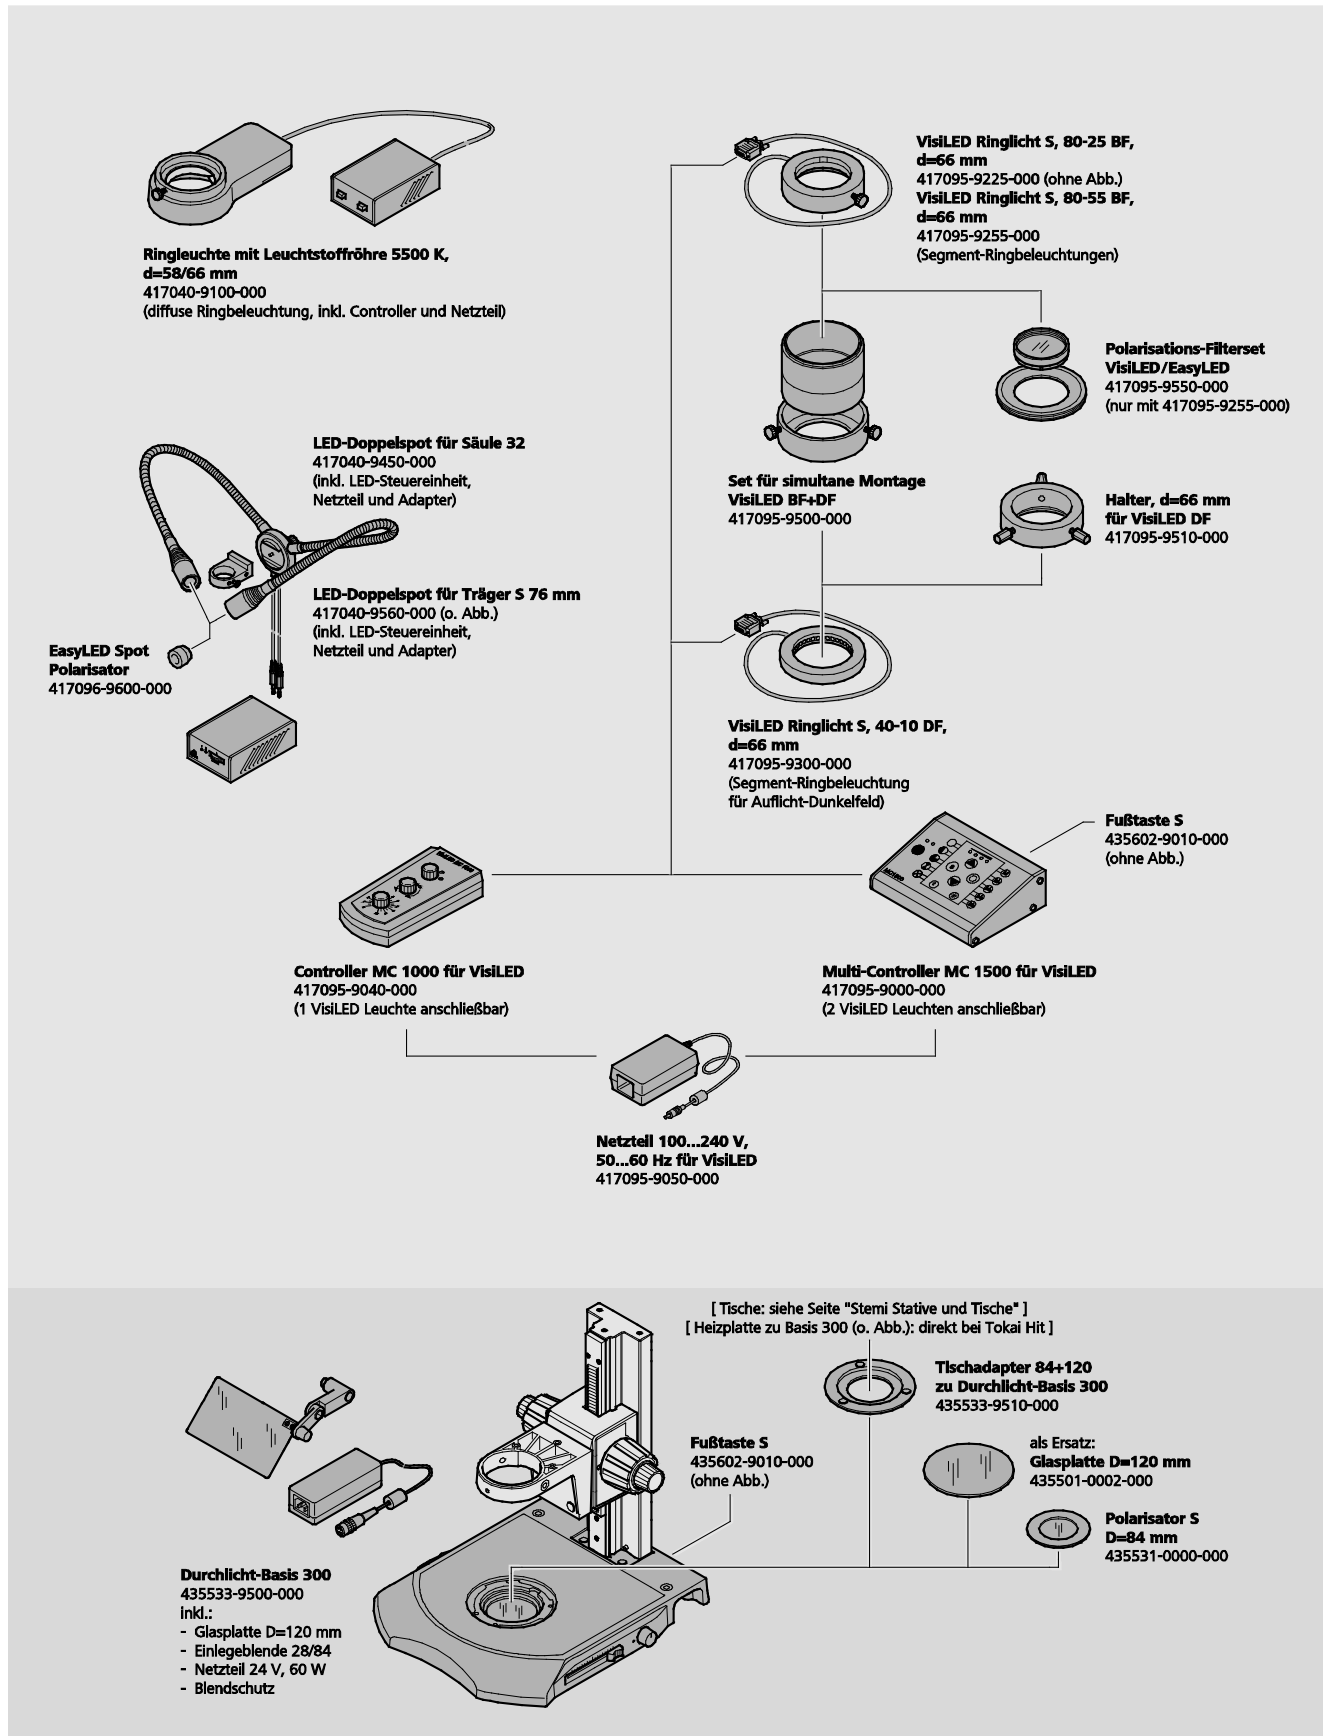 Ringleuchte mit Leuchtstoffröhre 5500 K,
d=58/66 mm
417040-9100-000
(diffuse Ringbeleuchtung, inkl. Controller und Netzteil)
VisiLED Ringlicht S, 80-25 BF,
d=66 mm
417095-9225-000 (ohne Abb.)
VisiLED Ringlicht S, 80-55 BF,
d=66 mm
417095-9255-000
(Segment-Ringbeleuchtungen)
Polarisations-Filterset
VisiLED/EasyLED
417095-9550-000
(nur mit 417095-9255-000)
LED-Doppelspot für Säule 32
417040-9450-000
(inkl. LED-Steuereinheit,
Netzteil und Adapter)
Set für simultane Montage
VisiLED BF+DF
417095-9500-000
Halter, d=66 mm
für VisiLED DF
417095-9510-000
LED-Doppelspot für Träger S 76 mm
417040-9560-000 (o. Abb.)
(inkl. LED-Steuereinheit,
Netzteil und Adapter)
EasyLED Spot
Polarisator
417096-9600-000
VisiLED Ringlicht S, 40-10 DF,
d=66 mm
417095-9300-000
(Segment-Ringbeleuchtung
für Auflicht-Dunkelfeld)
Fußtaste S
435602-9010-000
(ohne Abb.)
Controller MC 1000 für VisiLED
417095-9040-000
(1 VisiLED Leuchte anschließbar)
MC1500
Multi-Controller MC 1500 für VisiLED
417095-9000-000
(2 VisiLED Leuchten anschließbar)
Netzteil 100...240 V,
50...60 Hz für VisiLED
417095-9050-000
[ Tische: siehe Seite "Stemi Stative und Tische" ]
[ Heizplatte zu Basis 300 (o. Abb.): direkt bei Tokai Hit ]
Tischadapter 84+120
zu Durchlicht-Basis 300
435533-9510-000
Fußtaste S
435602-9010-000
(ohne Abb.)
als Ersatz:
Glasplatte D=120 mm
435501-0002-000
Polarisator S
D=84 mm
435531-0000-000
Durchlicht-Basis 300
435533-9500-000
inkl.:
- Glasplatte D=120 mm
- Einlegeblende 28/84
- Netzteil 24 V, 60 W
- Blendschutz